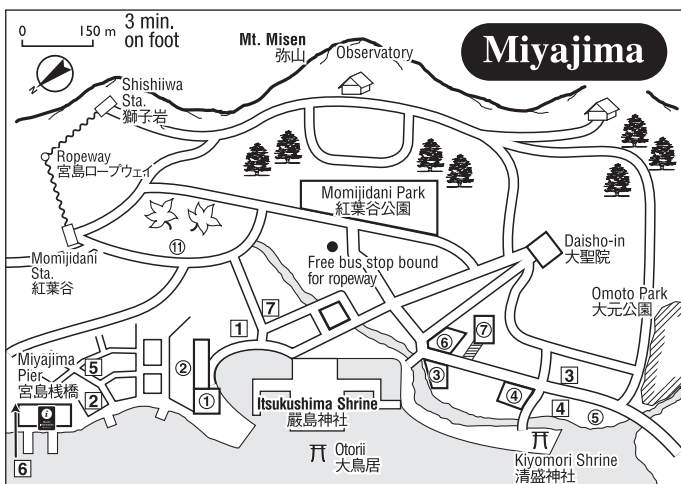 0 150 m
3 min.
on foot
Miyajima
Mt. Misen
弥山
Observatory
N
Shishiiwa
Sta.
獅子岩
Ropeway
宮島ロープウェイ
Momijidani Park
紅葉谷公園
⑪
Momijidani
Sta.
紅葉谷
Free bus stop bound
for ropeway
Daisho-in
大聖院
Omoto Park
大元公園
7
1
⑥
⑦
Miyajima
Pier
宮島桟橋
5
2
②
①
③
④
3
4
⑤
Itsukushima Shrine
厳島神社
i
6
Otorii
大鳥居
Kiyomori Shrine
清盛神社